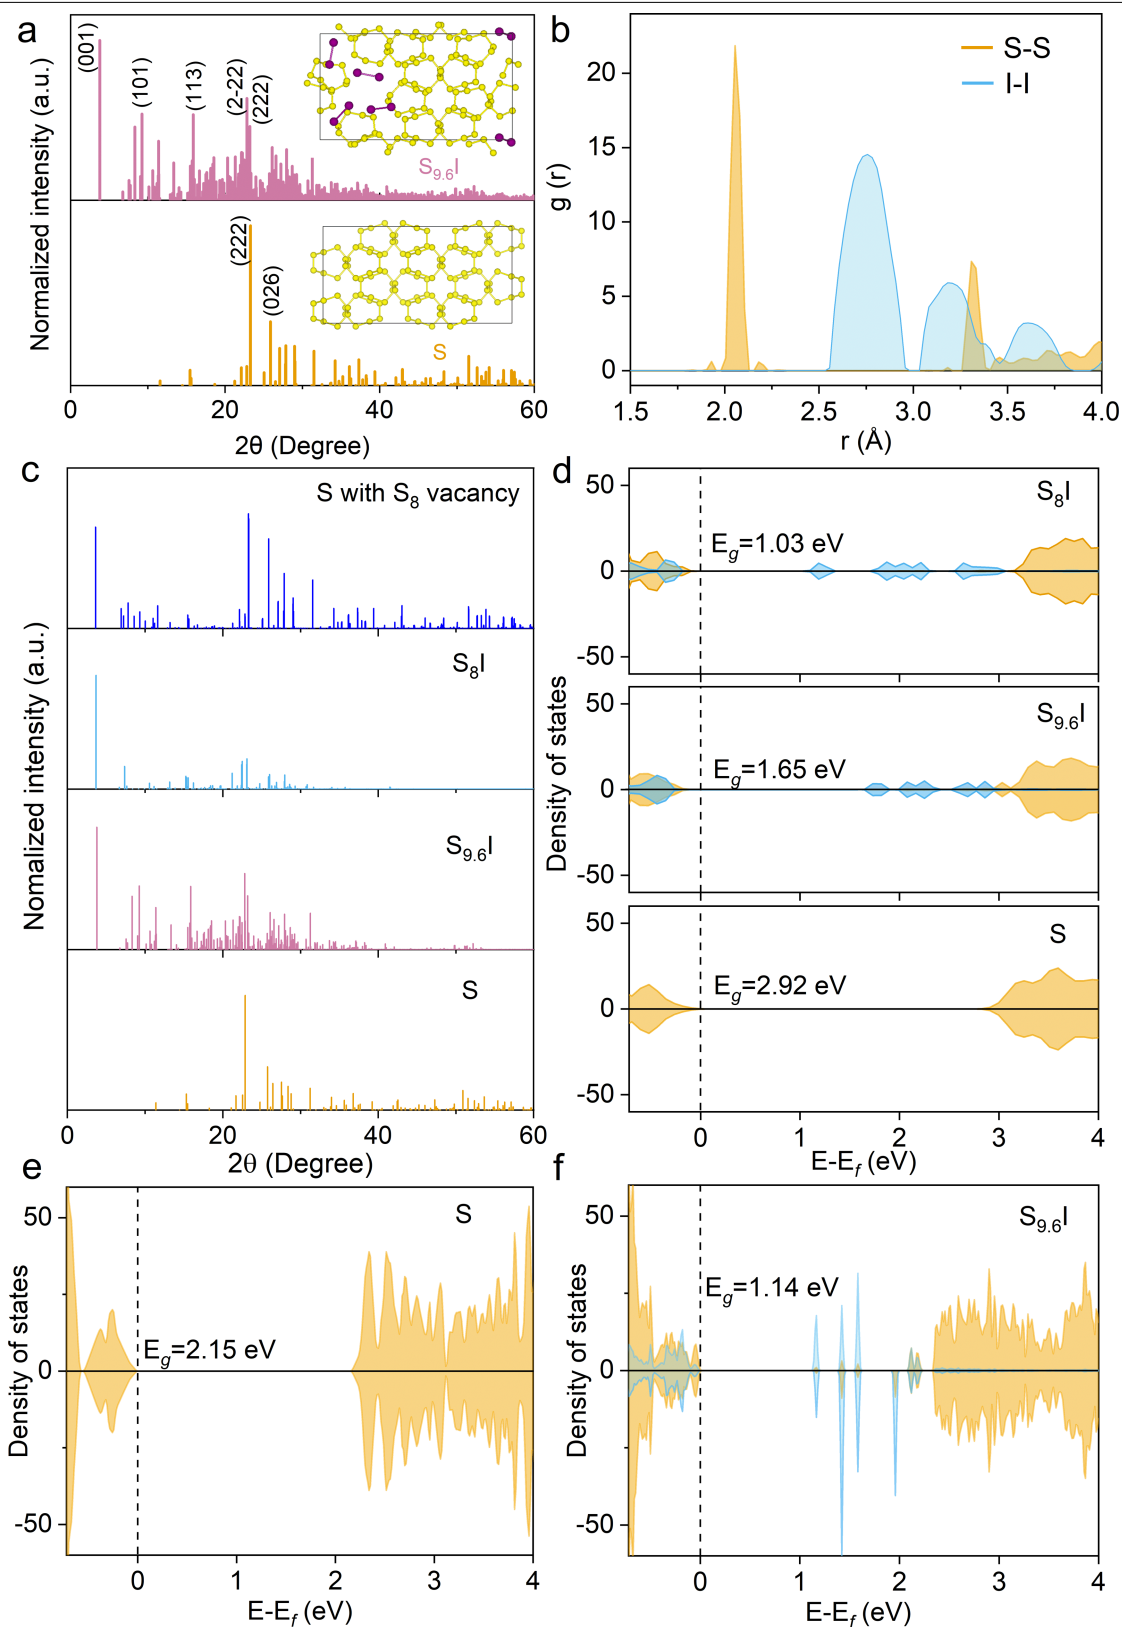 a
Normalized intensity (a.u.)
(001)
(101)
(113)
(2-22)
(222)
S9.6I
(222)
(026)
S
0 20 40 60
2θ (Degree)
b
g (r)
20
15
10
5
0
S-S
I-I
1.5 2.0 2.5 3.0 3.5 4.0
r (Å)
c
Nomalized intensity (a.u.)
S with S8 vacancy
S8I
S9.6I
S
0 20 40 60
2θ (Degree)
d
Density of states
50
0
-50
S8I
Eg=1.03 eV
50
0
-50
S9.6I
Eg=1.65 eV
50
0
-50
S
Eg=2.92 eV
0 1 2 3 4
E-Ef (eV)
e
Density of states
50
0
-50
S
Eg=2.15 eV
0 1 2 3 4
E-Ef (eV)
f
Density of states
50
0
-50
S9.6I
Eg=1.14 eV
0 1 2 3 4
E-Ef (eV)